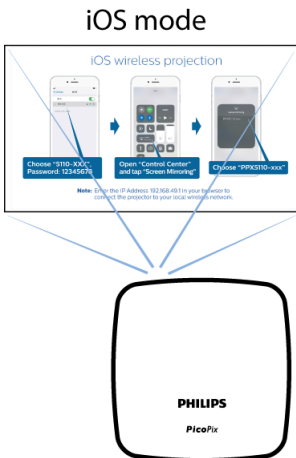 iOS mode
iOS wireless projection
Choose "5110-XXX",
Password: 12345678
Open "Control Center"
and tap "Screen Mirroring"
Choose "PPX5110-xxx"
Note: Enter the IP Address 192.168.49.1 in your browser to
connect the projector to your local wireless network.
PHILIPS
PicoPix